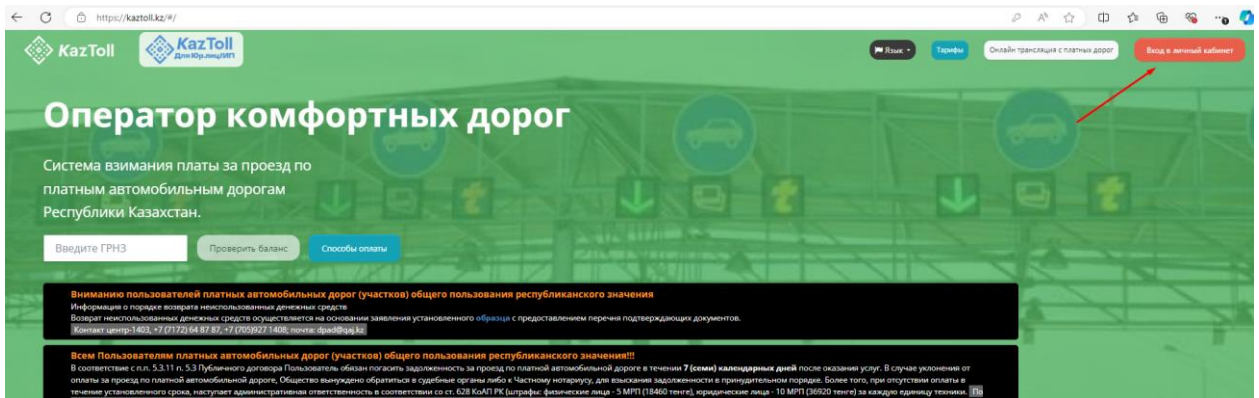 https://kaztoll.kz/#/
KazToll
KazToll
Для Юр.лиц/ИП
Язык
Тарифы
Онлайн трансляция с платных дорог
Вход в личный кабинет
Оператор комфортных дорог
Система взимания платы за проезд по
платным автомобильным дорогам
Республики Казахстан.
Введите ГРНЗ
Проверить баланс
Способы оплаты
Вниманию пользователей платных автомобильных дорог (участков) общего пользования республиканского значения
Информация о порядке возврата неиспользованных денежных средств
Возврат неиспользованных денежных средств осуществляется на основании заявления установленного образца с предоставлением перечня подтверждающих документов.
Контакт центр-1403, +7 (7172) 64 87 87, +7 (705)927 1408; почта: dpad@qaj.kz
Всем Пользователям платных автомобильных дорог (участков) общего пользования республиканского значения!!!
В соответствие с п.п. 5.3.11 п. 5.3 Публичного договора Пользователь обязан погасить задолженность за проезд по платной автомобильной дороге в течении 7 (семи) календарных дней после оказания услуг. В случае уклонения от
оплаты за проезд по платной автомобильной дороге, Общество вынуждено обратиться в судебные органы либо к Частному нотариусу, для взыскания задолженности в принудительном порядке. Более того, при отсутствии оплаты в
течение установленного срока, наступает административная ответственность в соответствии со ст. 628 КоАП РК (штрафы: физические лица - 5 МРП (18460 тенге), юридические лица - 10 МРП (36920 тенге) за каждую единицу техники. По